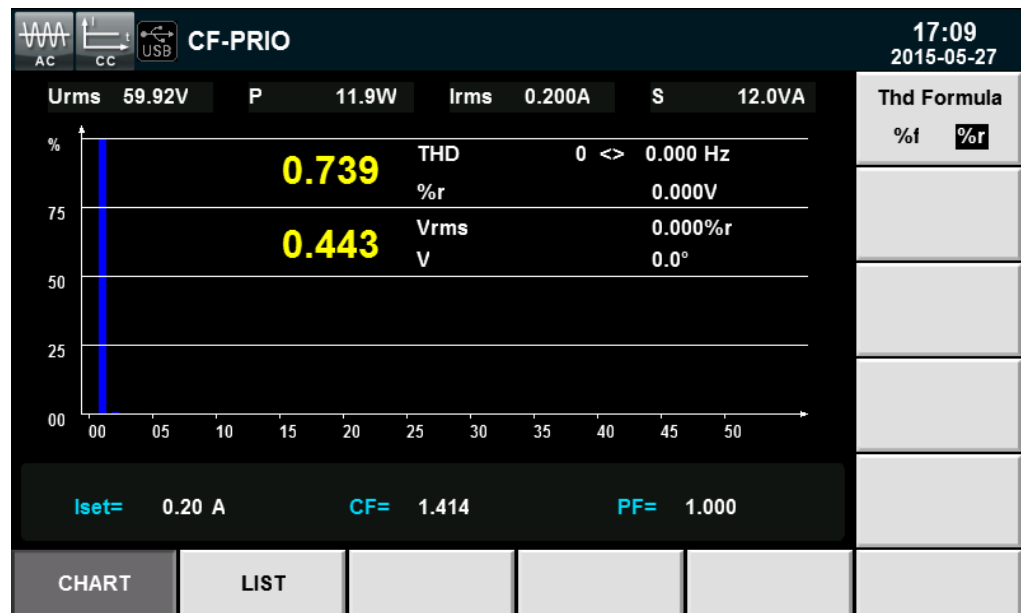 AC CC USB CF-PRIO 17:09
2015-05-27
Urms 59.92V P 11.9W Irms 0.200A S 12.0VA
Thd Formula
%f %r
%
0.739 THD 0 <> 0.000 Hz
%r 0.000V
75
0.443 Vrms 0.000%r
V 0.0°
50
25
00
00 05 10 15 20 25 30 35 40 45 50
Iset= 0.20 A CF= 1.414 PF= 1.000
CHART LIST